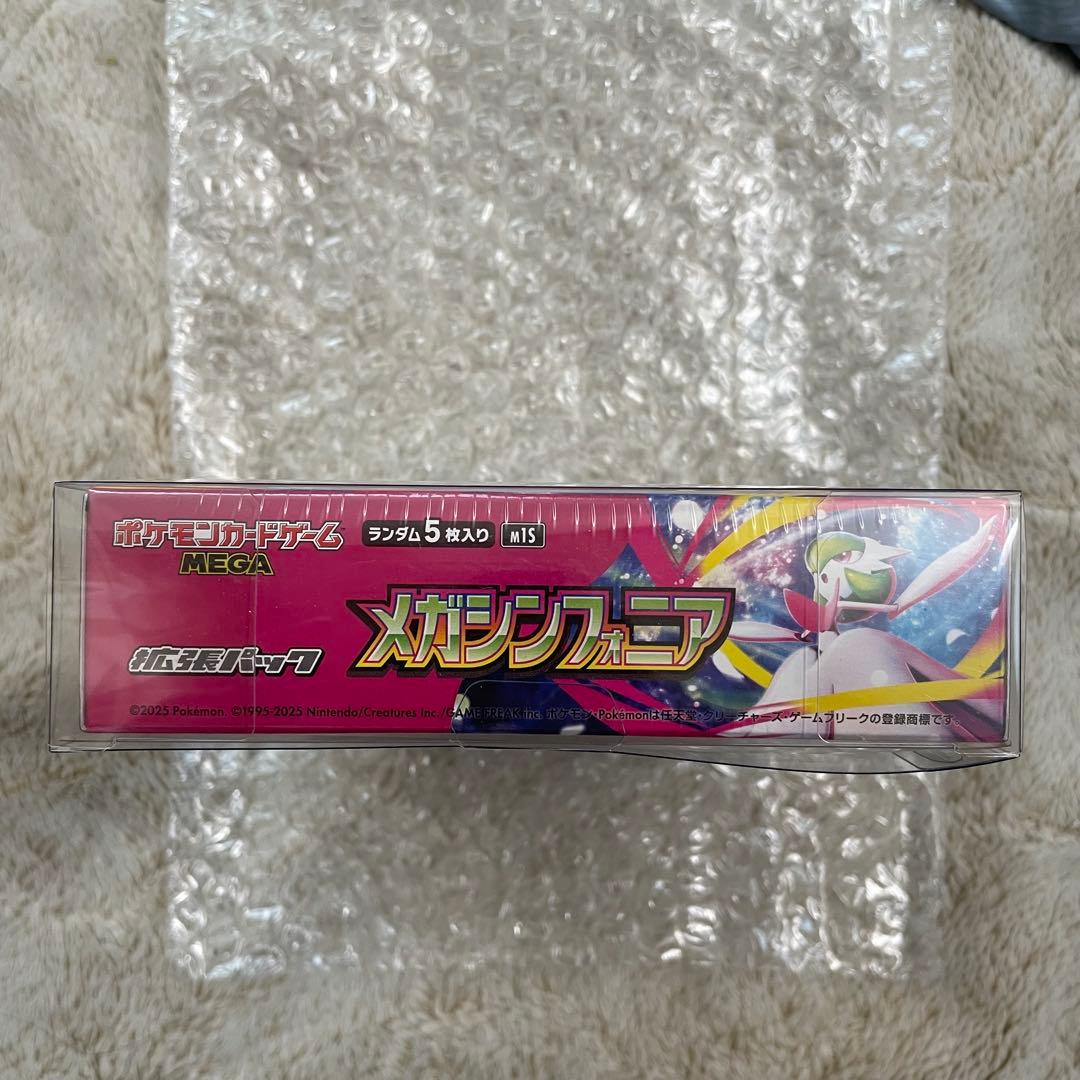 ポケモンカードゲーム
MEGA
ランダム5枚入り
m1S
メガシンフォニア
拡張パック
©2025 Pokémon. ©1995-2025 Nintendo/Creatures Inc./GAME FREAK inc. ポケモン・Pokémonは任天堂・クリーチャーズ・ゲームフリークの登録商標です。